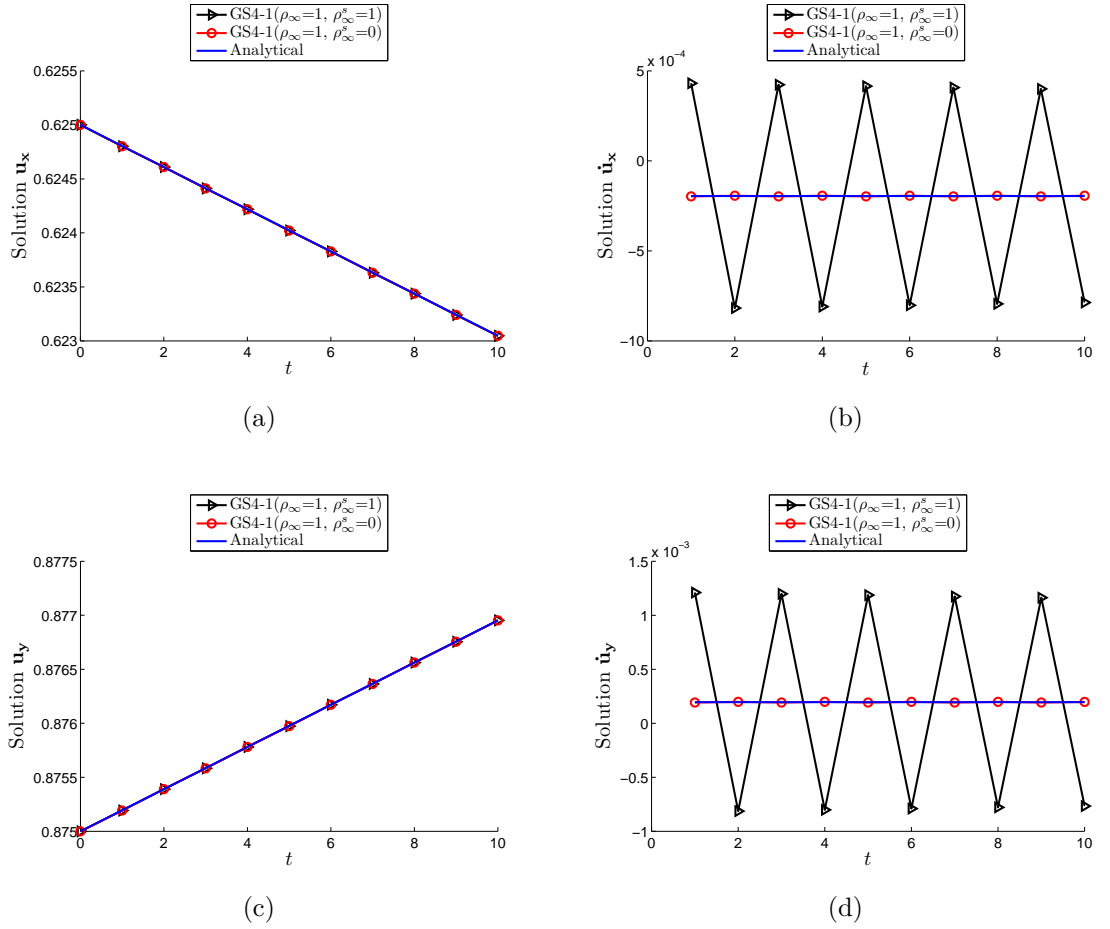 GS4-1(ρ∞=1, ρ∞^s=1)
GS4-1(ρ∞=1, ρ∞^s=0)
Analytical
0.6255
0.625
0.6245
0.624
0.6235
0.623
Solution u_x
0 2 4 6 8 10
t
(a)
GS4-1(ρ∞=1, ρ∞^s=1)
GS4-1(ρ∞=1, ρ∞^s=0)
Analytical
x 10^−4
5
0
−5
−10
Solution u̇_x
0 2 4 6 8 10
t
(b)
GS4-1(ρ∞=1, ρ∞^s=1)
GS4-1(ρ∞=1, ρ∞^s=0)
Analytical
0.8775
0.877
0.8765
0.876
0.8755
0.875
Solution u_y
0 2 4 6 8 10
t
(c)
GS4-1(ρ∞=1, ρ∞^s=1)
GS4-1(ρ∞=1, ρ∞^s=0)
Analytical
x 10^−3
1.5
1
0.5
0
−0.5
−1
Solution u̇_y
0 2 4 6 8 10
t
(d)